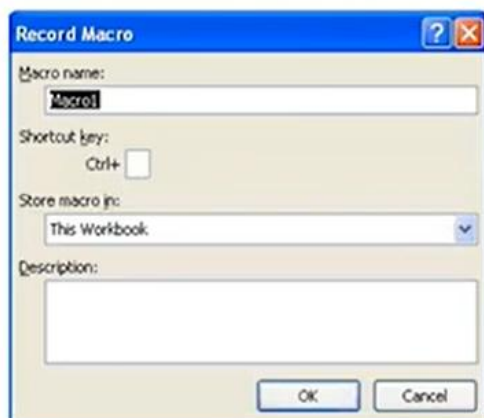 Record Macro
Macro name:
Macro1
Shortcut key:
Ctrl+
Store macro in:
This Workbook
Description:
OK Cancel